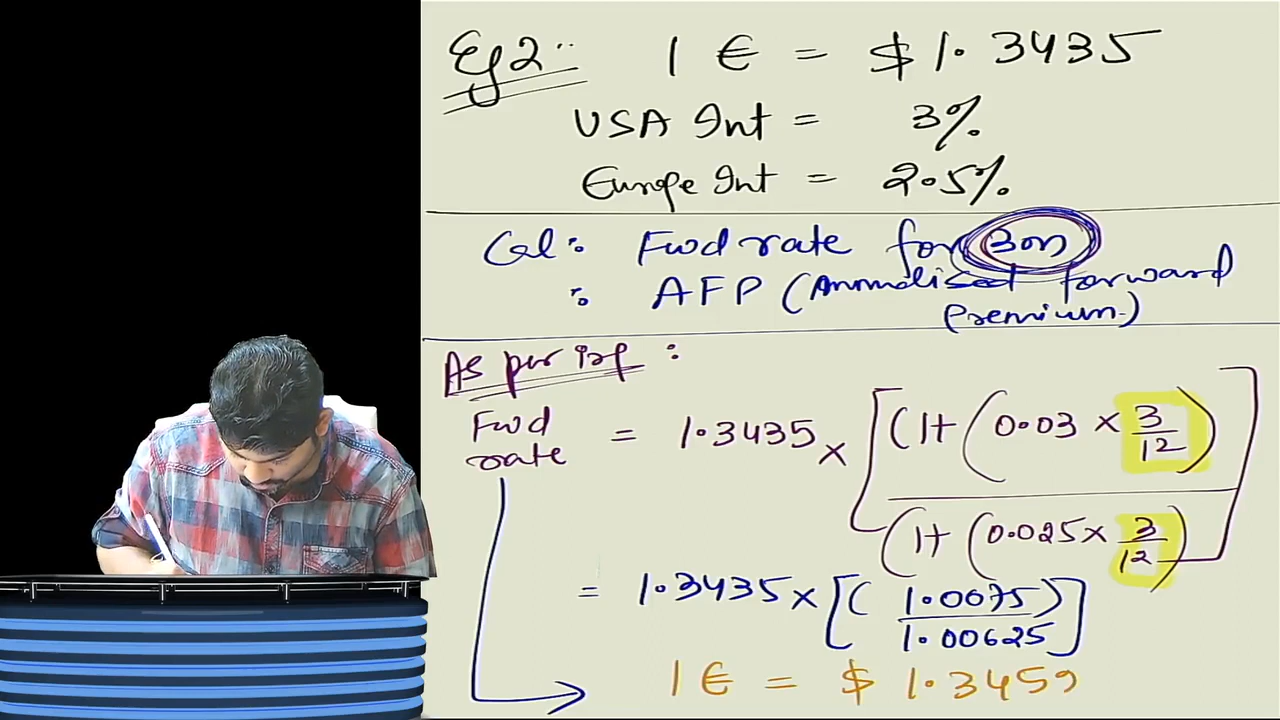 Eg 2:
1 € = $ 1.3435
USA Int = 3%
Europe Int = 2.5%
Cal: Fwd rate for 3m
: AFP (Annualised forward
Premium.)
As per irp :
Fwd rate = 1.3435 × [(1+(0.03 × 3/12)) / (1+(0.025 × 3/12))]
= 1.3435 × [(1.0075) / 1.00625]
1 € = $ 1.3459